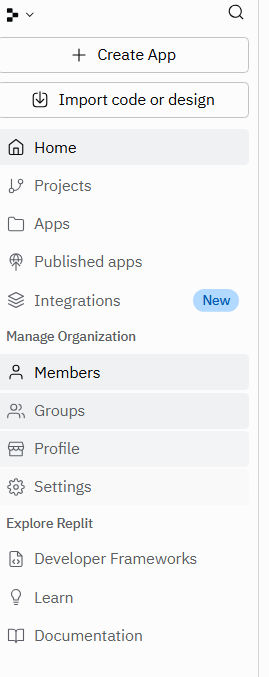 Create App
Import code or design
Home
Projects
Apps
Published apps
Integrations New
Manage Organization
Members
Groups
Profile
Settings
Explore Replit
Developer Frameworks
Learn
Documentation